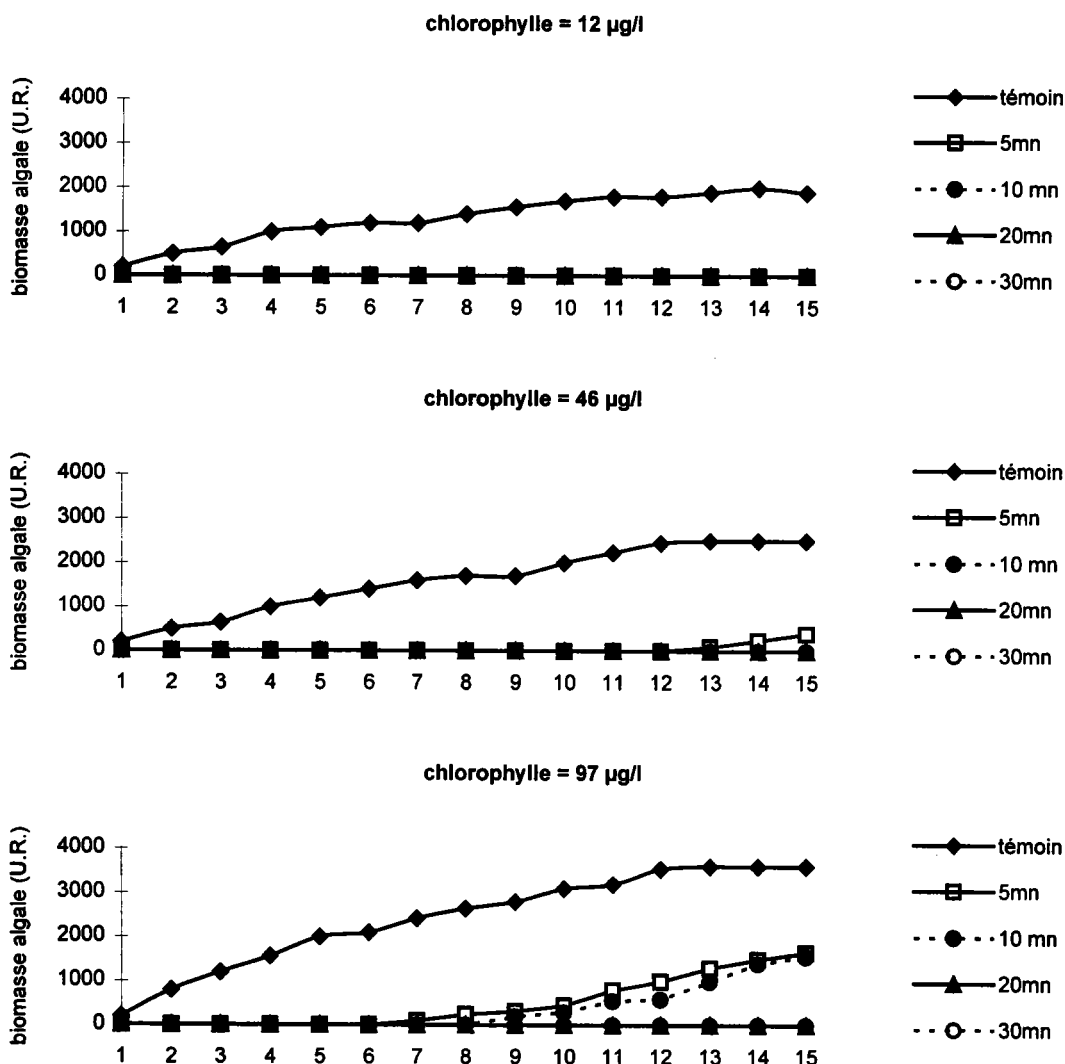 chlorophylle = 12 µg/l
biomasse algale (U.R.)
4000
3000
2000
1000
0
1 2 3 4 5 6 7 8 9 10 11 12 13 14 15
témoin
5mn
10 mn
20mn
30mn
chlorophylle = 46 µg/l
biomasse algale (U.R.)
4000
3000
2000
1000
0
1 2 3 4 5 6 7 8 9 10 11 12 13 14 15
témoin
5mn
10 mn
20mn
30mn
chlorophylle = 97 µg/l
biomasse algale (U.R.)
4000
3000
2000
1000
0
1 2 3 4 5 6 7 8 9 10 11 12 13 14 15
témoin
5mn
10 mn
20mn
30mn